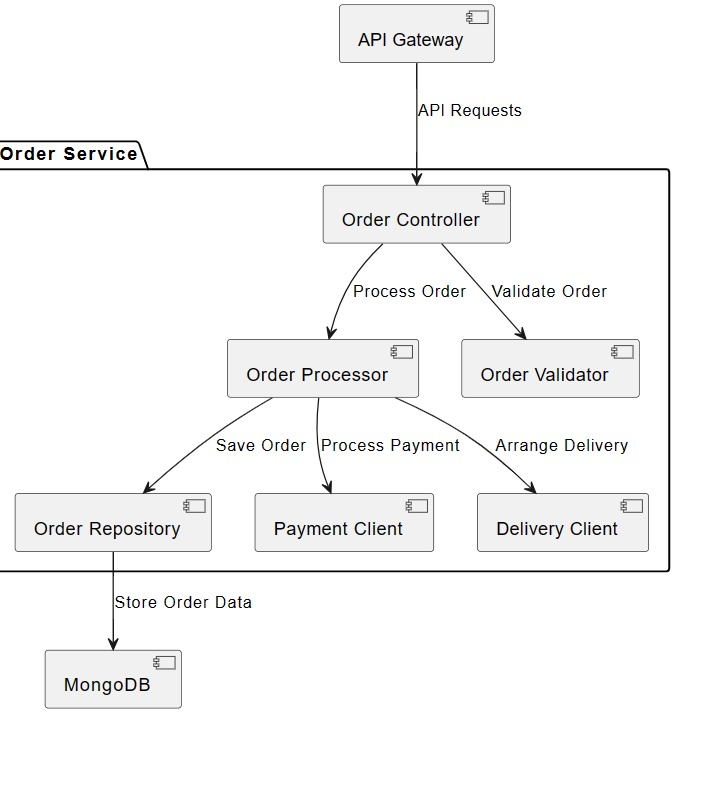 API Gateway
API Requests
Order Service
Order Controller
Process Order
Validate Order
Order Processor
Order Validator
Save Order
Process Payment
Arrange Delivery
Order Repository
Payment Client
Delivery Client
Store Order Data
MongoDB